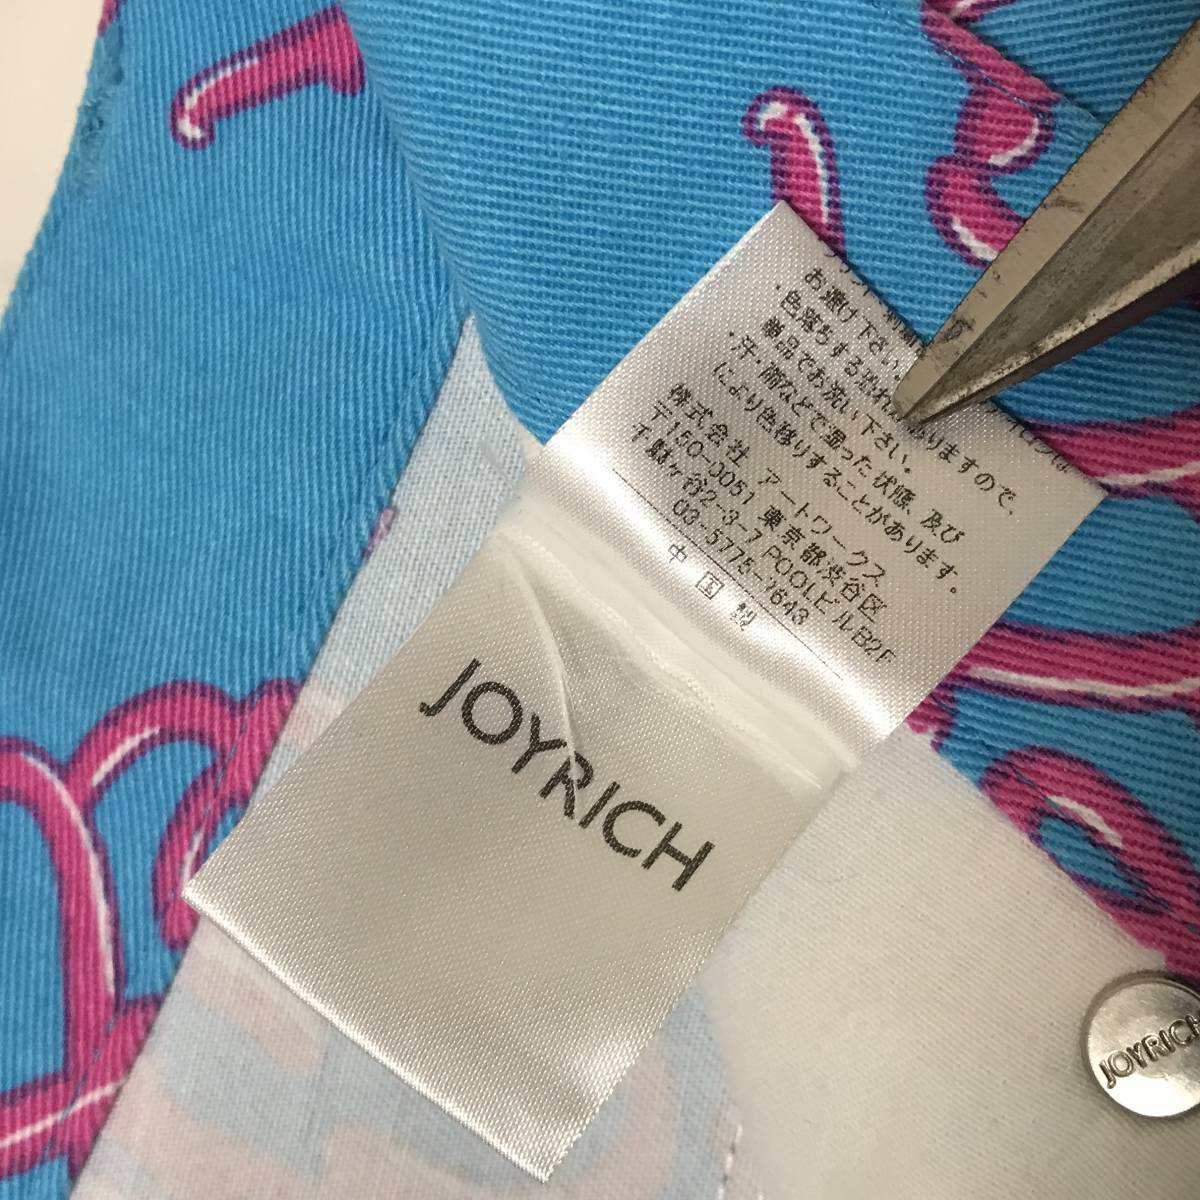 お避け下さい。
・色落ちする恐れがありますので、
単品でお洗い下さい。
・汗・雨などで湿った状態、及び
により色移りすることがあります。
株式会社 アートワークス
〒150-0051 東京都渋谷区
千駄ヶ谷2-3-7 POOLビルB2F
03-5775-7643
中国製
JOYRICH
JOYRICH